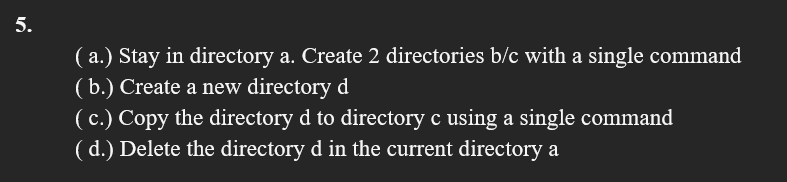 5.
( a.) Stay in directory a. Create 2 directories b/c with a single command
( b.) Create a new directory d
( c.) Copy the directory d to directory c using a single command
( d.) Delete the directory d in the current directory a